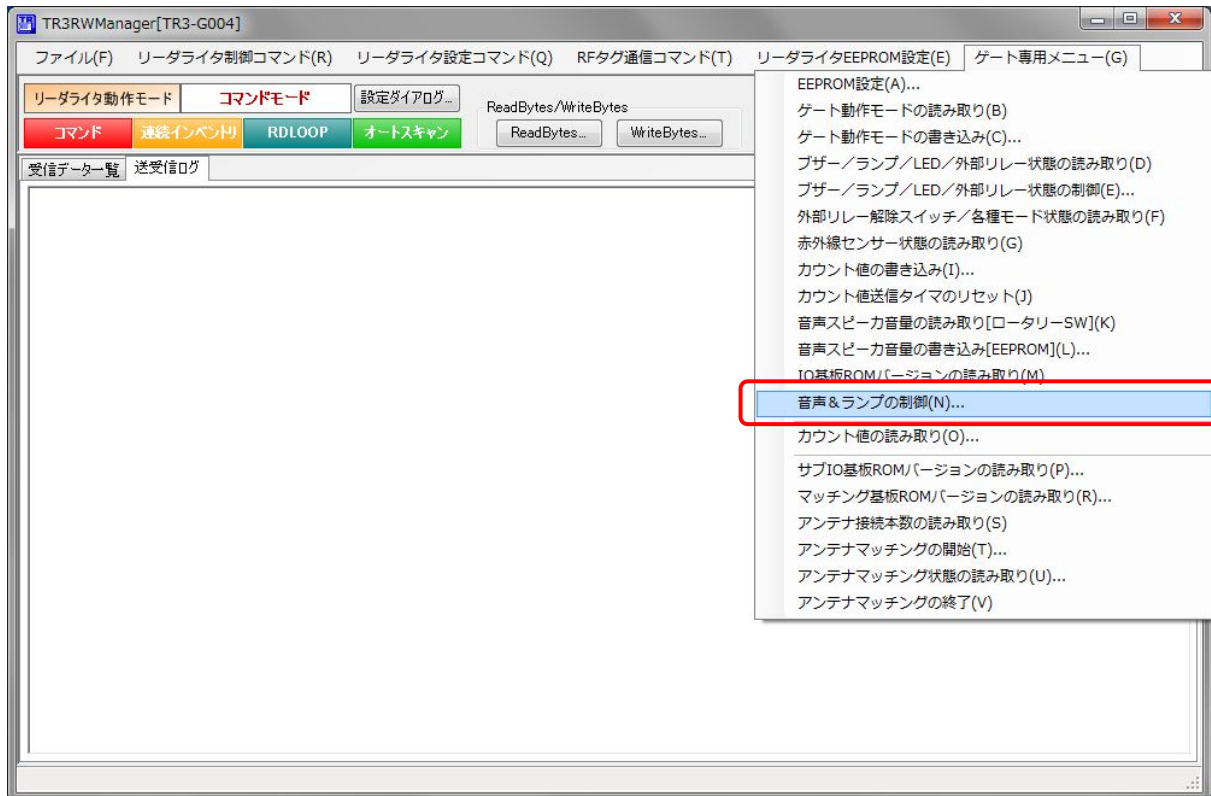 TR3RWManager[TR3-G004]
ファイル(F) リーダライタ制御コマンド(R) リーダライタ設定コマンド(Q) RFタグ通信コマンド(T) リーダライタEEPROM設定(E) ゲート専用メニュー(G)
リーダライタ動作モード コマンドモード 設定ダイアログ...
コマンド 連続インベントリ RDLOOP オートスキャン
ReadBytes/WriteBytes
ReadBytes... WriteBytes...
受信データ一覧 送受信ログ
EEPROM設定(A)...
ゲート動作モードの読み取り(B)
ゲート動作モードの書き込み(C)...
ブザー／ランプ／LED／外部リレー状態の読み取り(D)
ブザー／ランプ／LED／外部リレー状態の制御(E)...
外部リレー解除スイッチ／各種モード状態の読み取り(F)
赤外線センサー状態の読み取り(G)
カウント値の書き込み(I)...
カウント値送信タイマのリセット(J)
音声スピーカ音量の読み取り[ロータリーSW](K)
音声スピーカ音量の書き込み[EEPROM](L)...
IO基板ROMバージョンの読み取り(M)
音声＆ランプの制御(N)...
カウント値の読み取り(O)...
サブIO基板ROMバージョンの読み取り(P)...
マッチング基板ROMバージョンの読み取り(R)...
アンテナ接続本数の読み取り(S)
アンテナマッチングの開始(T)...
アンテナマッチング状態の読み取り(U)...
アンテナマッチングの終了(V)